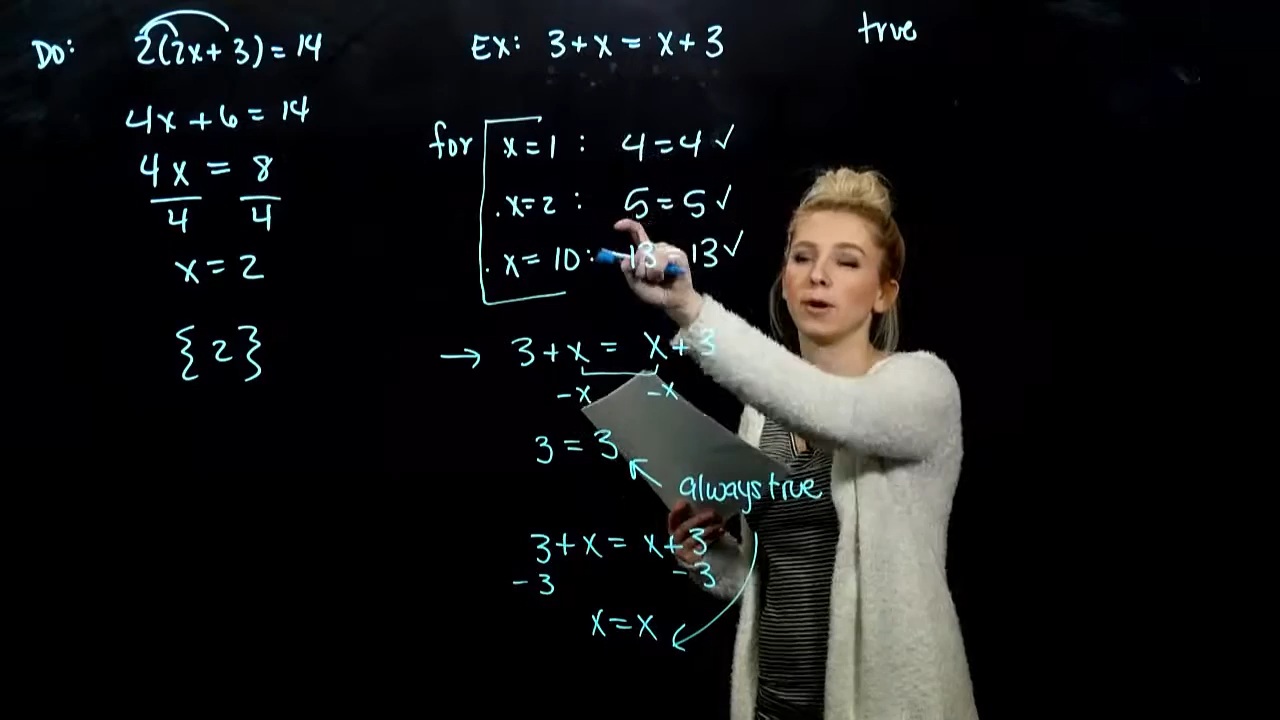 Do: 2(2x+3)=14
4x+6=14
4x = 8
4 4
x=2
{2}
Ex: 3+x = x+3
for x=1: 4=4 ✓
x=2: 5=5 ✓
x=10: 13 = 13 ✓
→ 3+x = x+3
-x -x
3 = 3
always true
3+x = x+3
-3 -3
x=x
true